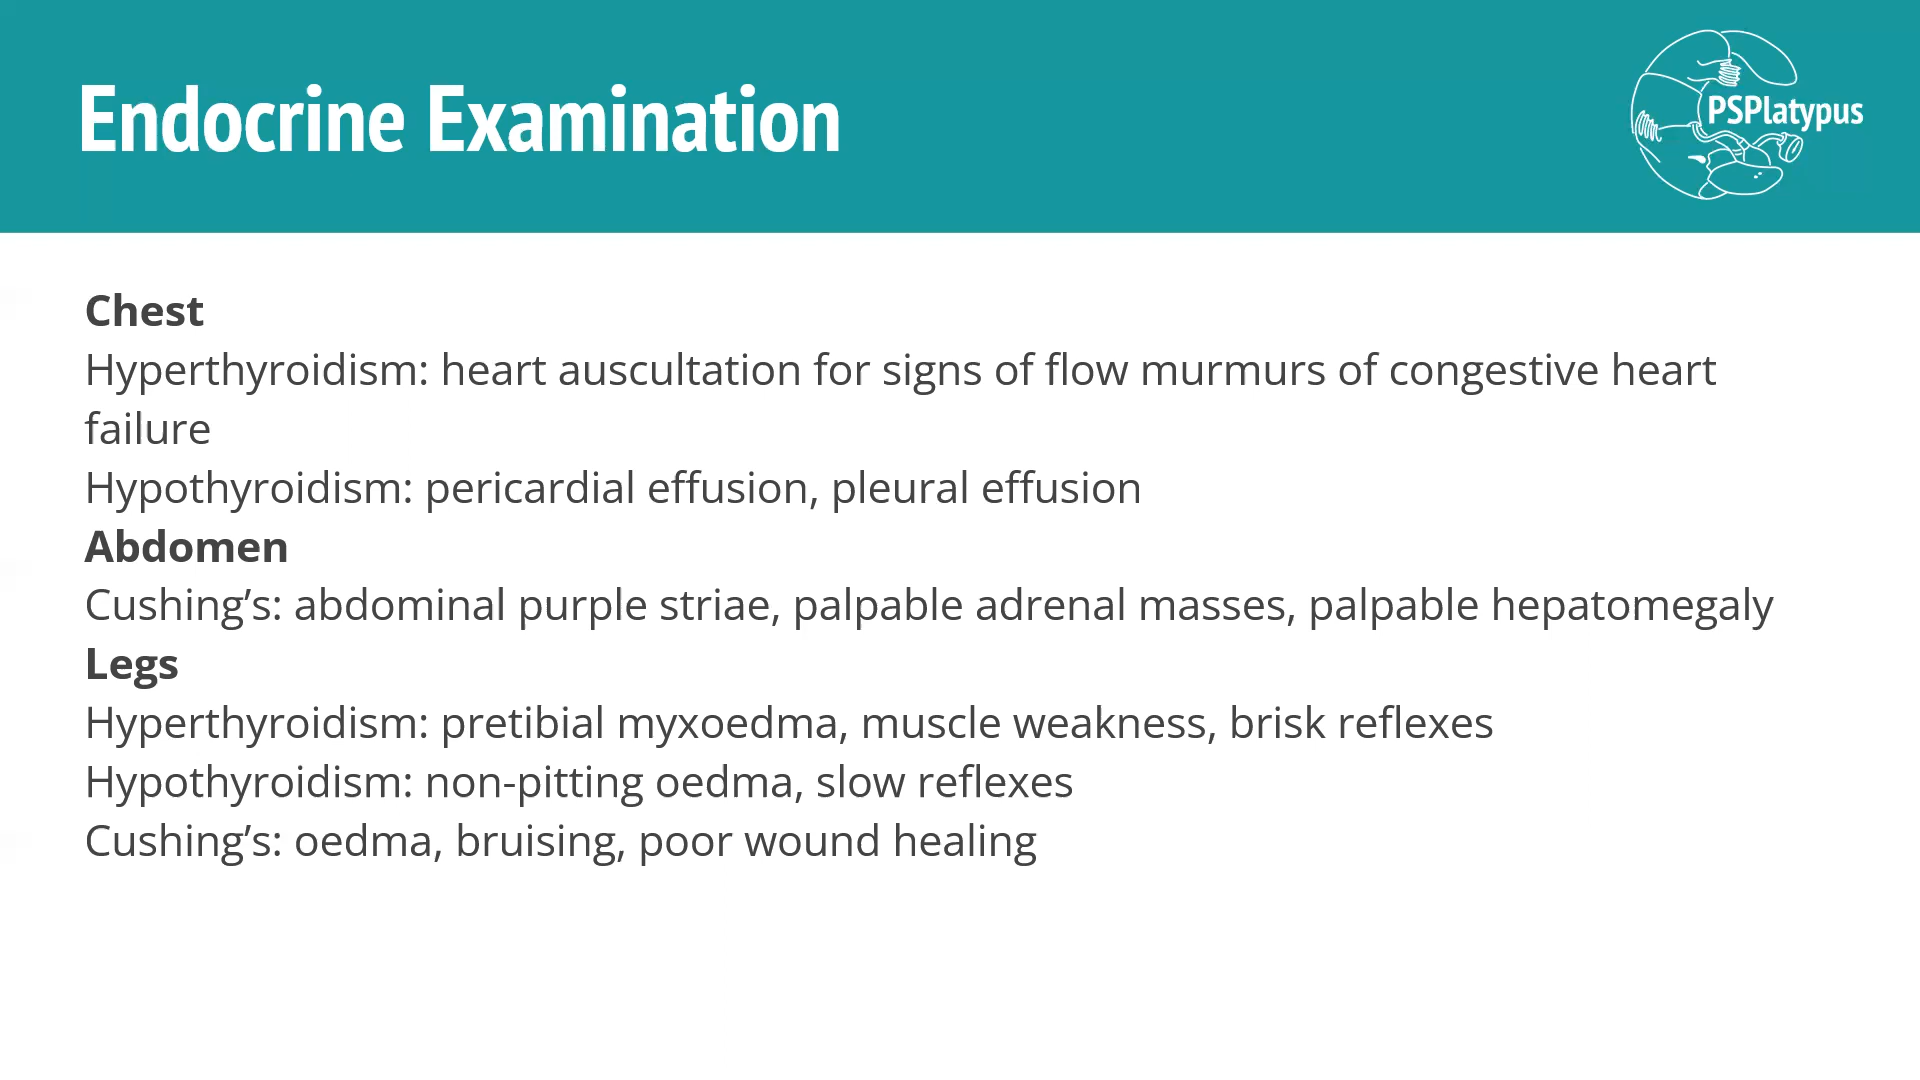 Endocrine Examination
PSPlatypus
Chest
Hyperthyroidism: heart auscultation for signs of flow murmurs of congestive heart
failure
Hypothyroidism: pericardial effusion, pleural effusion
Abdomen
Cushing’s: abdominal purple striae, palpable adrenal masses, palpable hepatomegaly
Legs
Hyperthyroidism: pretibial myxoedma, muscle weakness, brisk reflexes
Hypothyroidism: non-pitting oedma, slow reflexes
Cushing’s: oedma, bruising, poor wound healing